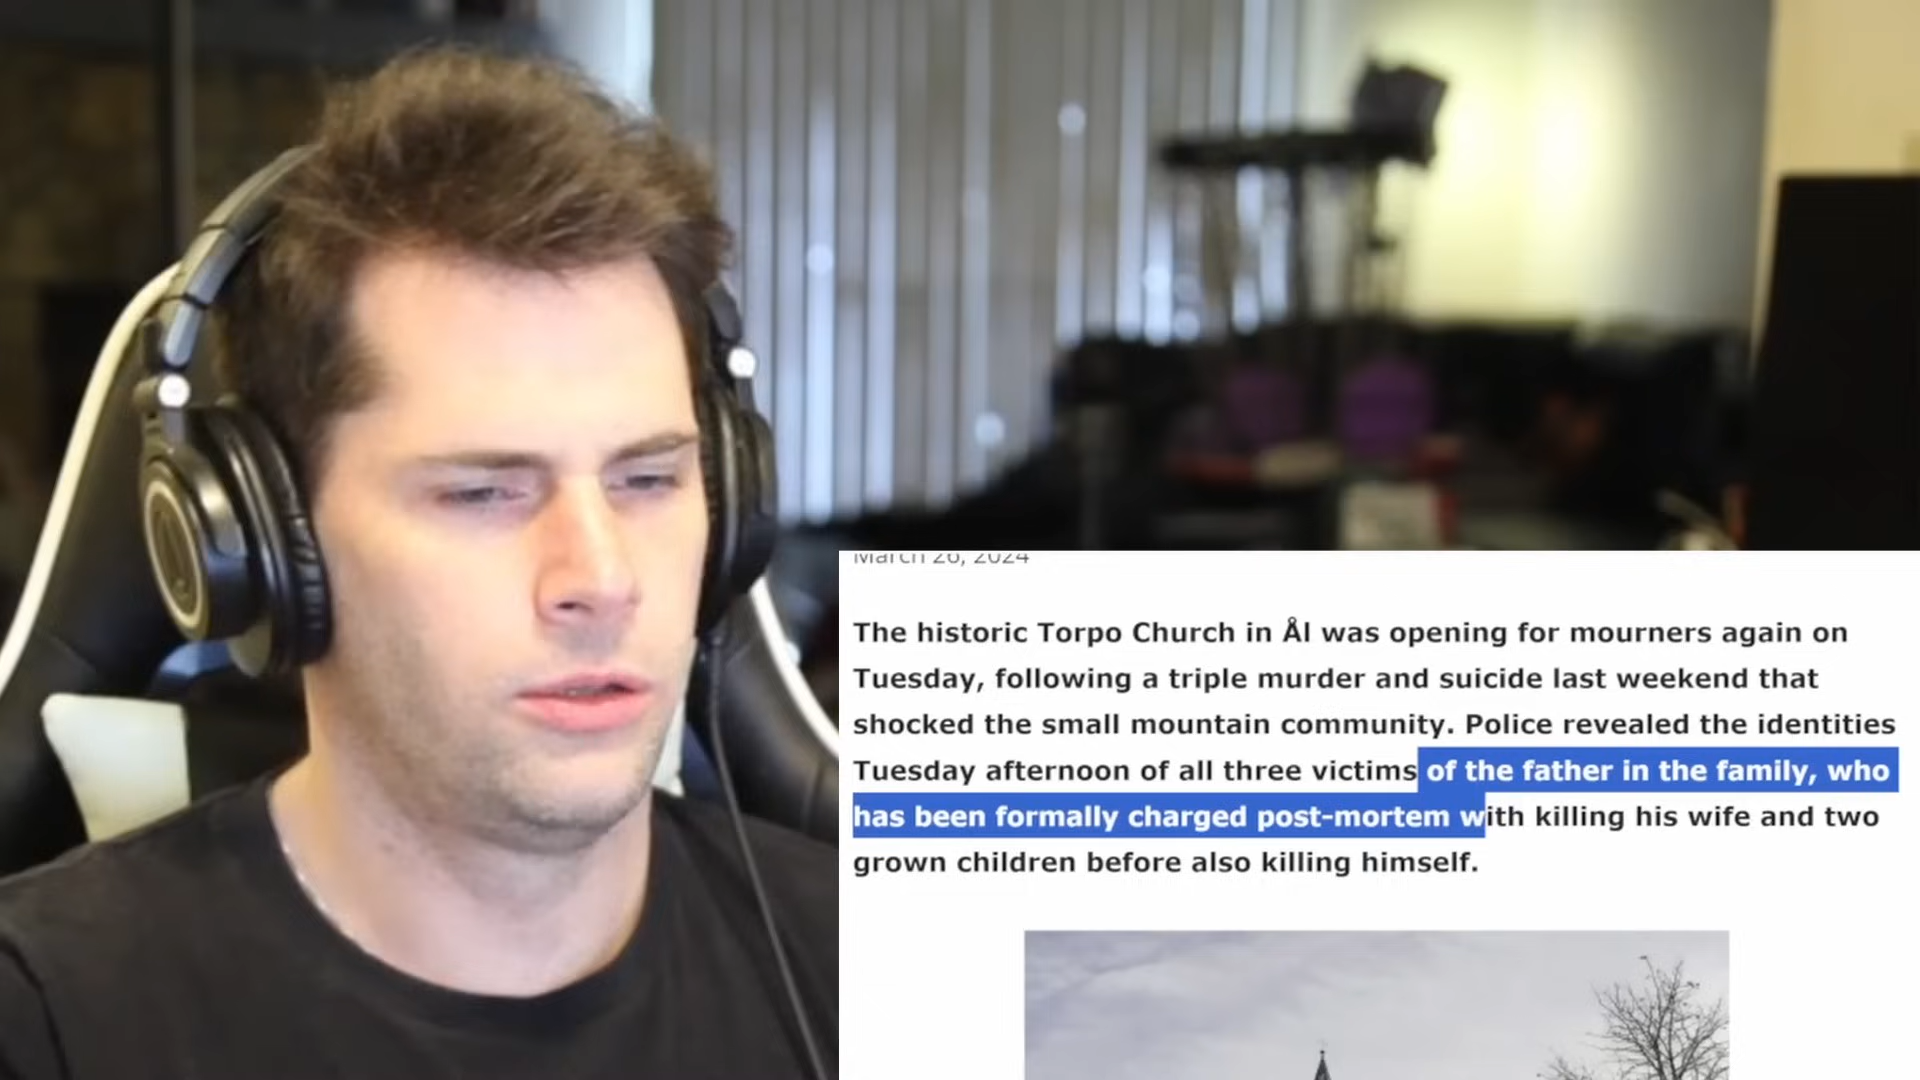 March 26, 2024
The historic Torpo Church in Ål was opening for mourners again on
Tuesday, following a triple murder and suicide last weekend that
shocked the small mountain community. Police revealed the identities
Tuesday afternoon of all three victims of the father in the family, who
has been formally charged post-mortem with killing his wife and two
grown children before also killing himself.